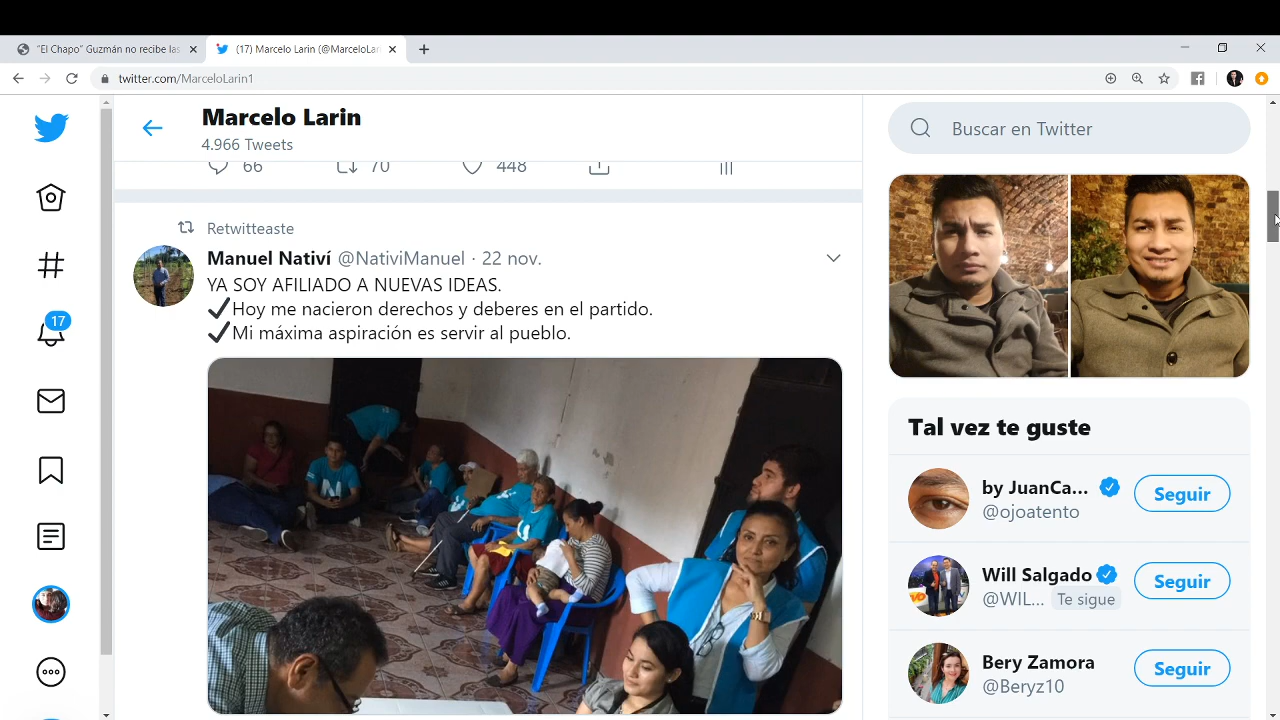 "El Chapo" Guzmán no recibe las
(17) Marcelo Larin (@MarceloLar
twitter.com/MarceloLarin1
Marcelo Larin
4.966 Tweets
66 70 448
Buscar en Twitter
Retwitteaste
Manuel Nativí @NativiManuel · 22 nov.
YA SOY AFILIADO A NUEVAS IDEAS.
✔Hoy me nacieron derechos y deberes en el partido.
✔Mi máxima aspiración es servir al pueblo.
17
Tal vez te guste
by JuanCa...
@ojoatento
Seguir
Will Salgado
@WIL... Te sigue
Seguir
Bery Zamora
@Beryz10
Seguir